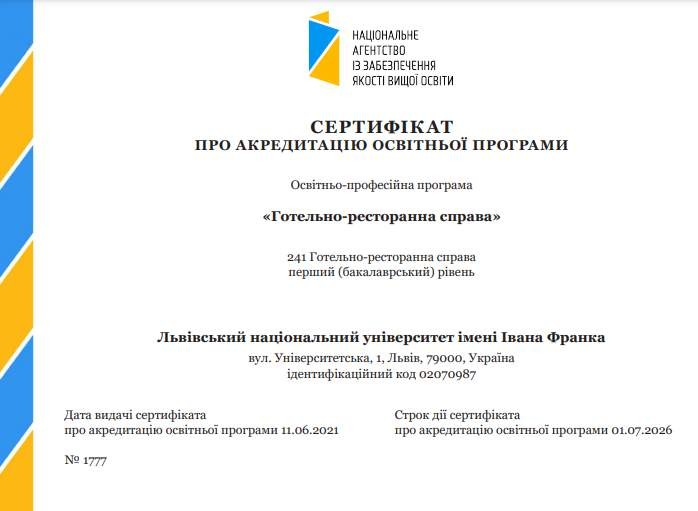 НАЦІОНАЛЬНЕ
АГЕНТСТВО
ІЗ ЗАБЕЗПЕЧЕННЯ
ЯКОСТІ ВИЩОЇ ОСВІТИ
СЕРТИФІКАТ
ПРО АКРЕДИТАЦІЮ ОСВІТНЬОЇ ПРОГРАМИ
Освітньо-професійна програма
«Готельно-ресторанна справа»
241 Готельно-ресторанна справа
перший (бакалаврський) рівень
Львівський національний університет імені Івана Франка
вул. Університетська, 1, Львів, 79000, Україна
ідентифікаційний код 02070987
Дата видачі сертифіката
про акредитацію освітньої програми 11.06.2021
Строк дії сертифіката
про акредитацію освітньої програми 01.07.2026
№ 1777